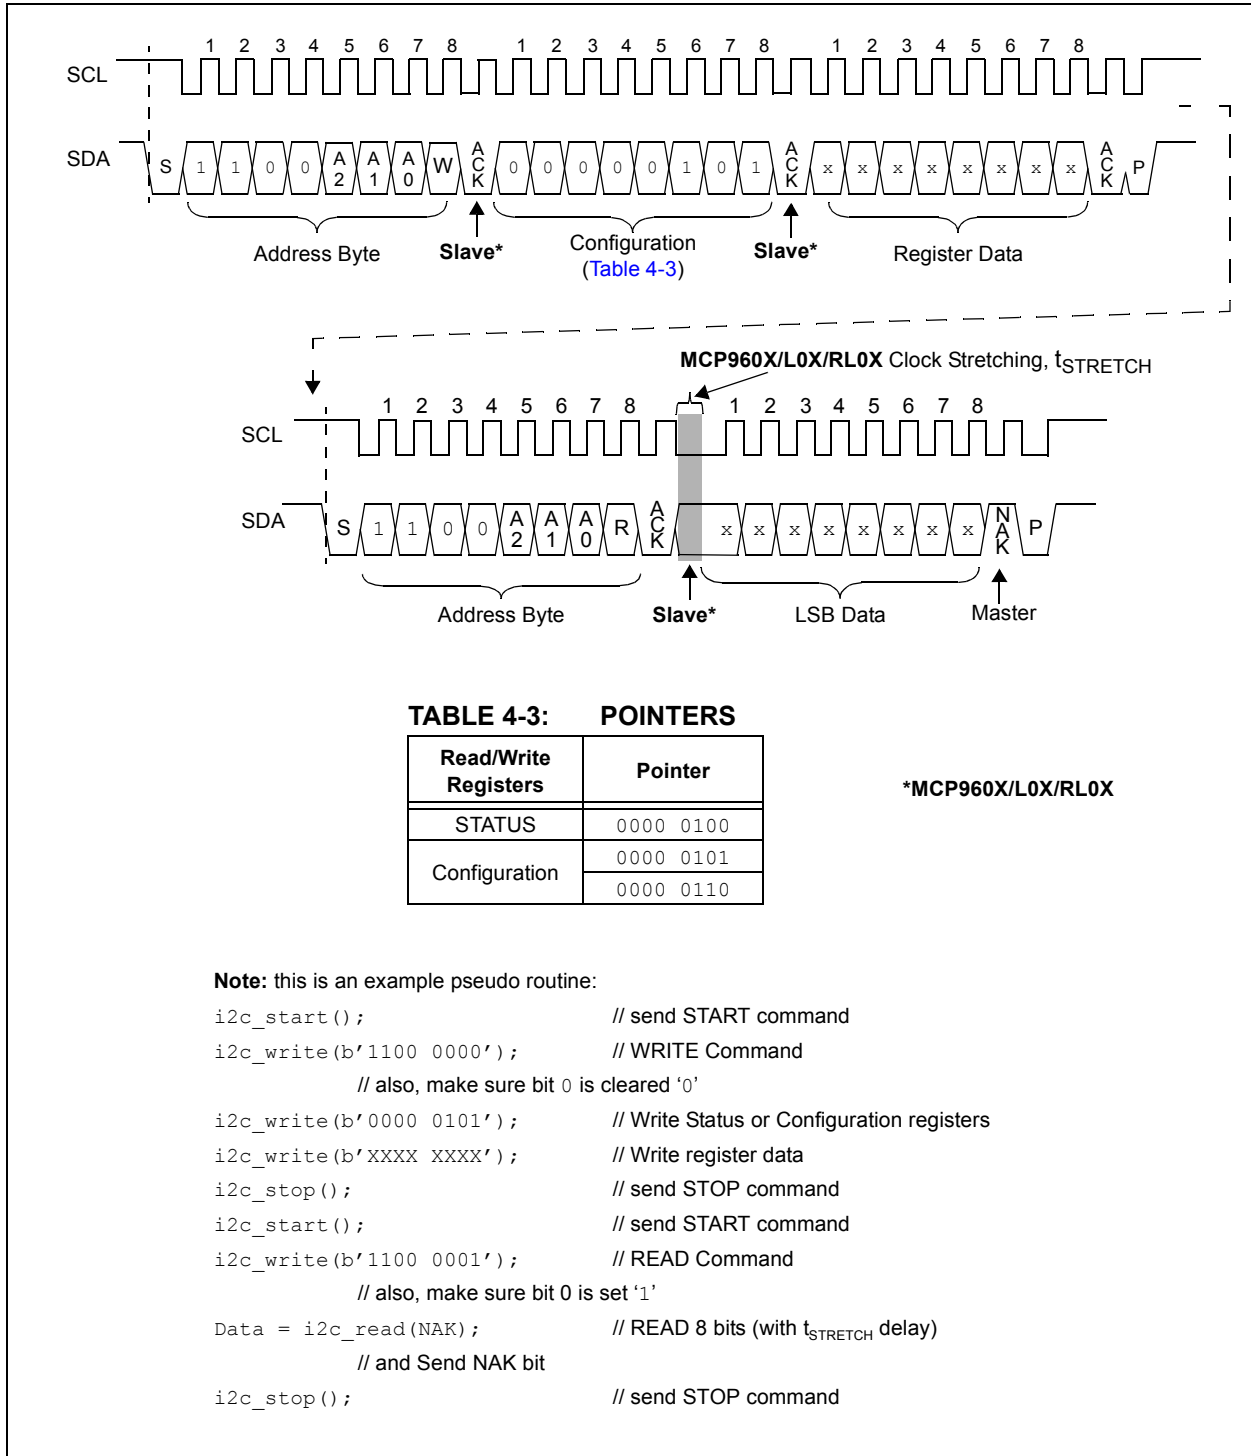 1 2 3 4 5 6 7 8 1 2 3 4 5 6 7 8 1 2 3 4 5 6 7 8
SCL
SDA S 1 1 0 0 A2 A1 A0 W ACK 0 0 0 0 0 1 0 1 ACK x x x x x x x x ACK P
Address Byte Slave* Configuration Slave* Register Data
(Table 4-3)
MCP960X/L0X/RL0X Clock Stretching, tSTRETCH
1 2 3 4 5 6 7 8 1 2 3 4 5 6 7 8
SCL
SDA S 1 1 0 0 A2 A1 A0 R ACK x x x x x x x x NAK P
Address Byte Slave* LSB Data Master
TABLE 4-3: POINTERS
Read/Write Registers Pointer
*MCP960X/L0X/RL0X
STATUS 0000 0100
Configuration 0000 0101
0000 0110
Note: this is an example pseudo routine:
i2c_start(); // send START command
i2c_write(b’1100 0000’); // WRITE Command
// also, make sure bit 0 is cleared ‘0’
i2c_write(b’0000 0101’); // Write Status or Configuration registers
i2c_write(b’XXXX XXXX’); // Write register data
i2c_stop(); // send STOP command
i2c_start(); // send START command
i2c_write(b’1100 0001’); // READ Command
// also, make sure bit 0 is set ‘1’
Data = i2c_read(NAK); // READ 8 bits (with tSTRETCH delay)
// and Send NAK bit
i2c_stop(); // send STOP command